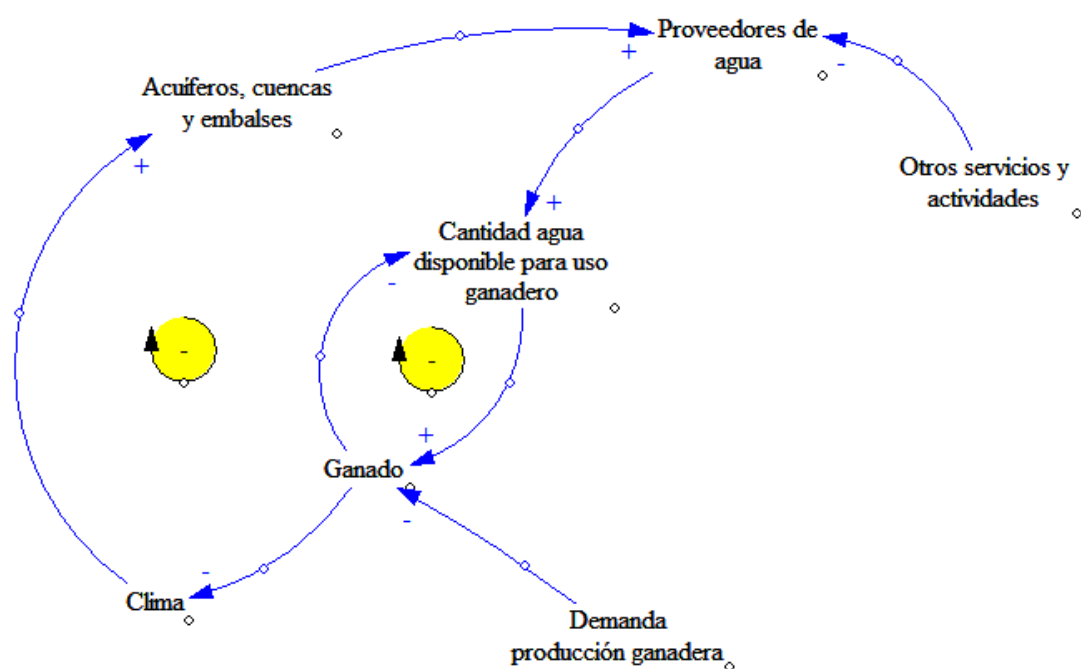 Proveedores de
agua
+
-
Acuíferos, cuencas
y embalses
+
Otros servicios y
actividades
+
Cantidad agua
disponible para uso
ganadero
-
-
-
+
Ganado
-
-
Clima
Demanda
producción ganadera